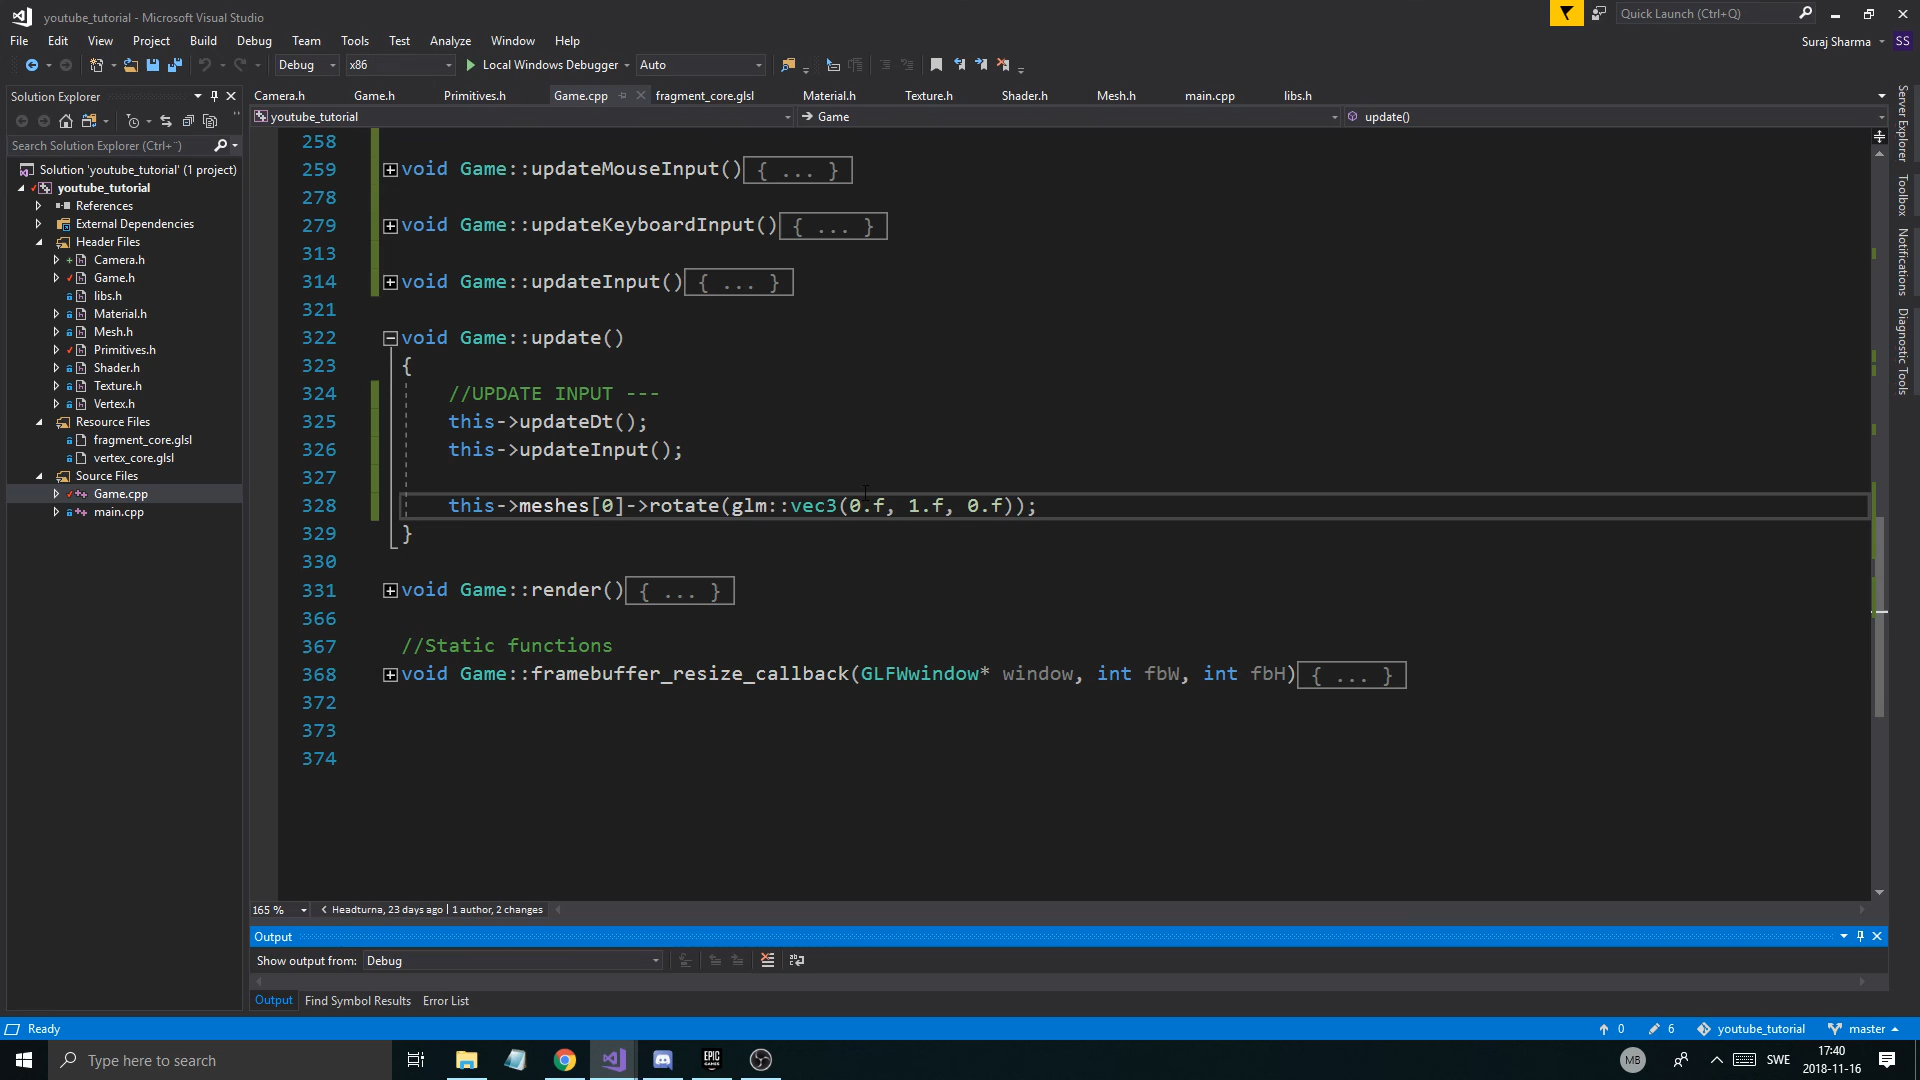 youtube_tutorial - Microsoft Visual Studio
Quick Launch (Ctrl+Q)
File Edit View Project Build Debug Team Tools Test Analyze Window Help
Suraj Sharma SS
Debug x86 Local Windows Debugger Auto
Solution Explorer
Camera.h Game.h Primitives.h Game.cpp fragment_core.glsl Material.h Texture.h Shader.h Mesh.h main.cpp libs.h
youtube_tutorial Game update()
Search Solution Explorer (Ctrl+¨)
Solution 'youtube_tutorial' (1 project)
youtube_tutorial
References
External Dependencies
Header Files
Camera.h
Game.h
libs.h
Material.h
Mesh.h
Primitives.h
Shader.h
Texture.h
Vertex.h
Resource Files
fragment_core.glsl
vertex_core.glsl
Source Files
Game.cpp
main.cpp
258
259 void Game::updateMouseInput(){ ... }
278
279 void Game::updateKeyboardInput(){ ... }
313
314 void Game::updateInput(){ ... }
321
322 void Game::update()
323 {
324 //UPDATE INPUT ---
325 this->updateDt();
326 this->updateInput();
327
328 this->meshes[0]->rotate(glm::vec3(0.f, 1.f, 0.f));
329 }
330
331 void Game::render(){ ... }
366
367 //Static functions
368 void Game::framebuffer_resize_callback(GLFWwindow* window, int fbW, int fbH){ ... }
372
373
374
Server Explorer
Toolbox
Notifications
Diagnostic Tools
165 % Headturna, 23 days ago | 1 author, 2 changes
Output
Show output from: Debug
Output Find Symbol Results Error List
Ready 0 6 youtube_tutorial master
Type here to search
EPIC GAMES
MB SWE
17:40
2018-11-16